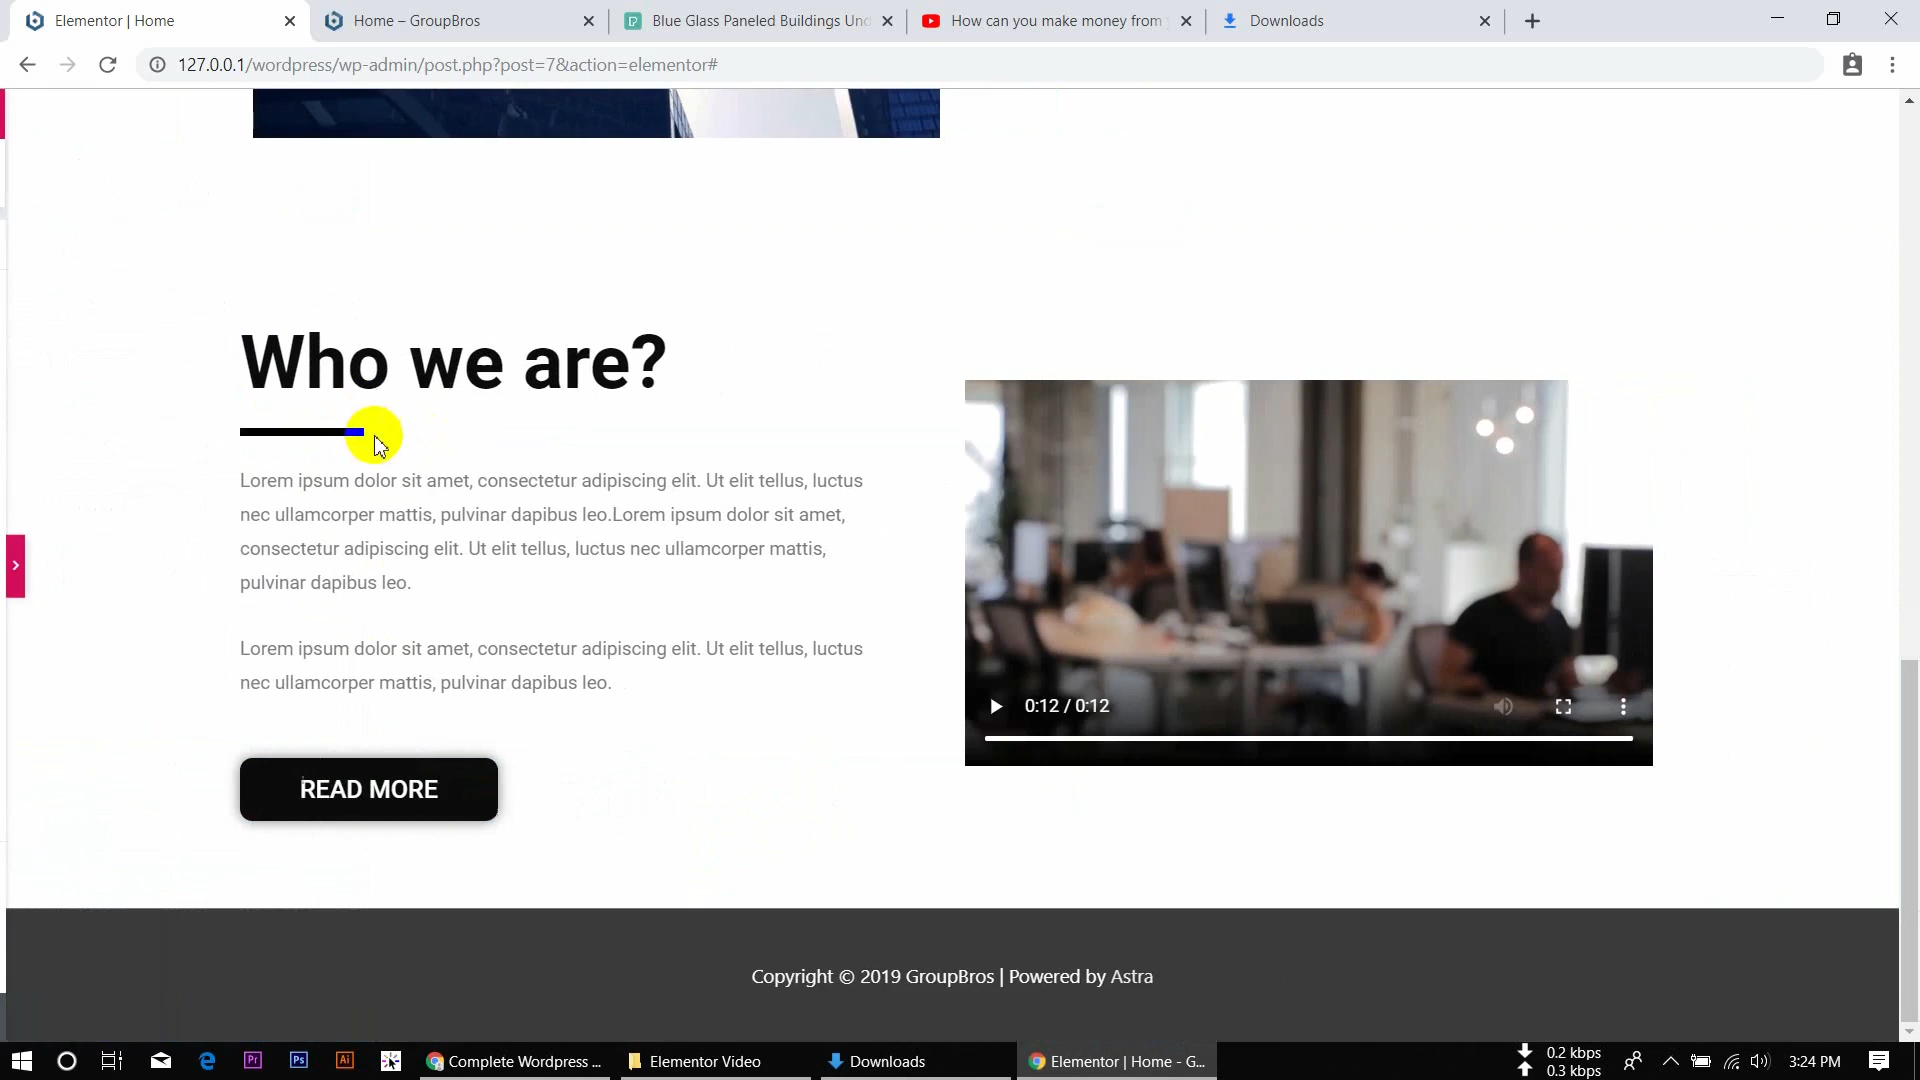 Elementor | Home
Home – GroupBros
Blue Glass Paneled Buildings Und
How can you make money from
Downloads
127.0.0.1/wordpress/wp-admin/post.php?post=7&action=elementor#
Who we are?
Lorem ipsum dolor sit amet, consectetur adipiscing elit. Ut elit tellus, luctus
nec ullamcorper mattis, pulvinar dapibus leo.Lorem ipsum dolor sit amet,
consectetur adipiscing elit. Ut elit tellus, luctus nec ullamcorper mattis,
pulvinar dapibus leo.
Lorem ipsum dolor sit amet, consectetur adipiscing elit. Ut elit tellus, luctus
nec ullamcorper mattis, pulvinar dapibus leo.
READ MORE
0:12 / 0:12
Copyright © 2019 GroupBros | Powered by Astra
Pr
Ps
Ai
Complete Wordpress ...
Elementor Video
Downloads
Elementor | Home - G...
0.2 kbps
0.3 kbps
3:24 PM